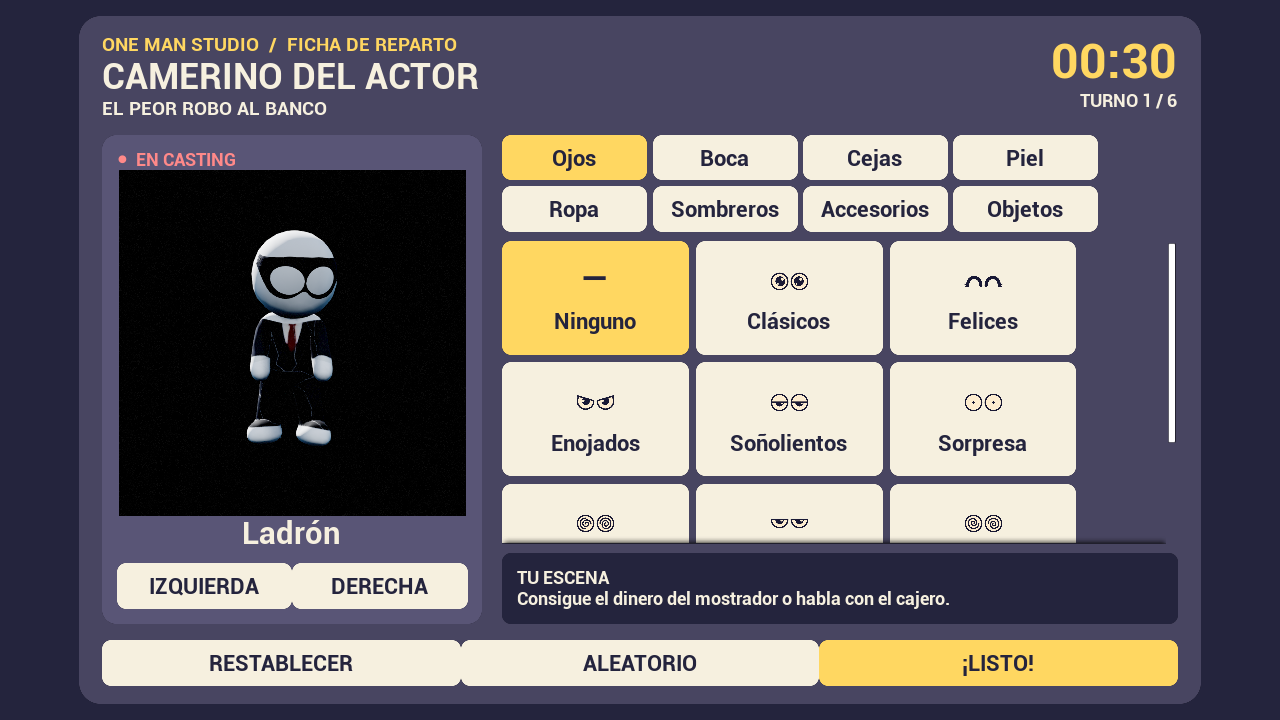 ONE MAN STUDIO / FICHA DE REPARTO
CAMERINO DEL ACTOR
EL PEOR ROBO AL BANCO
00:30
TURNO 1 / 6
EN CASTING
Ladrón
IZQUIERDA
DERECHA
Ojos
Boca
Cejas
Piel
Ropa
Sombreros
Accesorios
Objetos
Ninguno
Clásicos
Felices
Enojados
Soñolientos
Sorpresa
TU ESCENA
Consigue el dinero del mostrador o habla con el cajero.
RESTABLECER
ALEATORIO
¡LISTO!